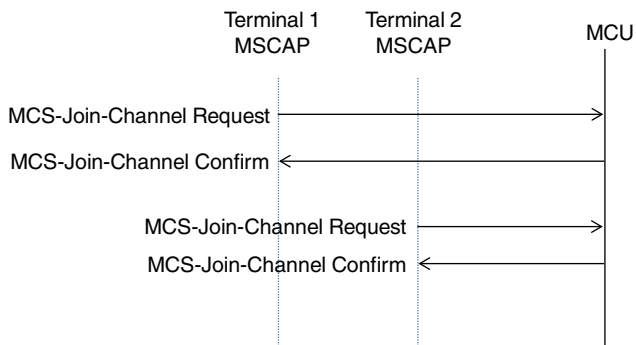 Terminal 1
MSCAP
Terminal 2
MSCAP
MCU
MCS-Join-Channel Request
MCS-Join-Channel Confirm
MCS-Join-Channel Request
MCS-Join-Channel Confirm